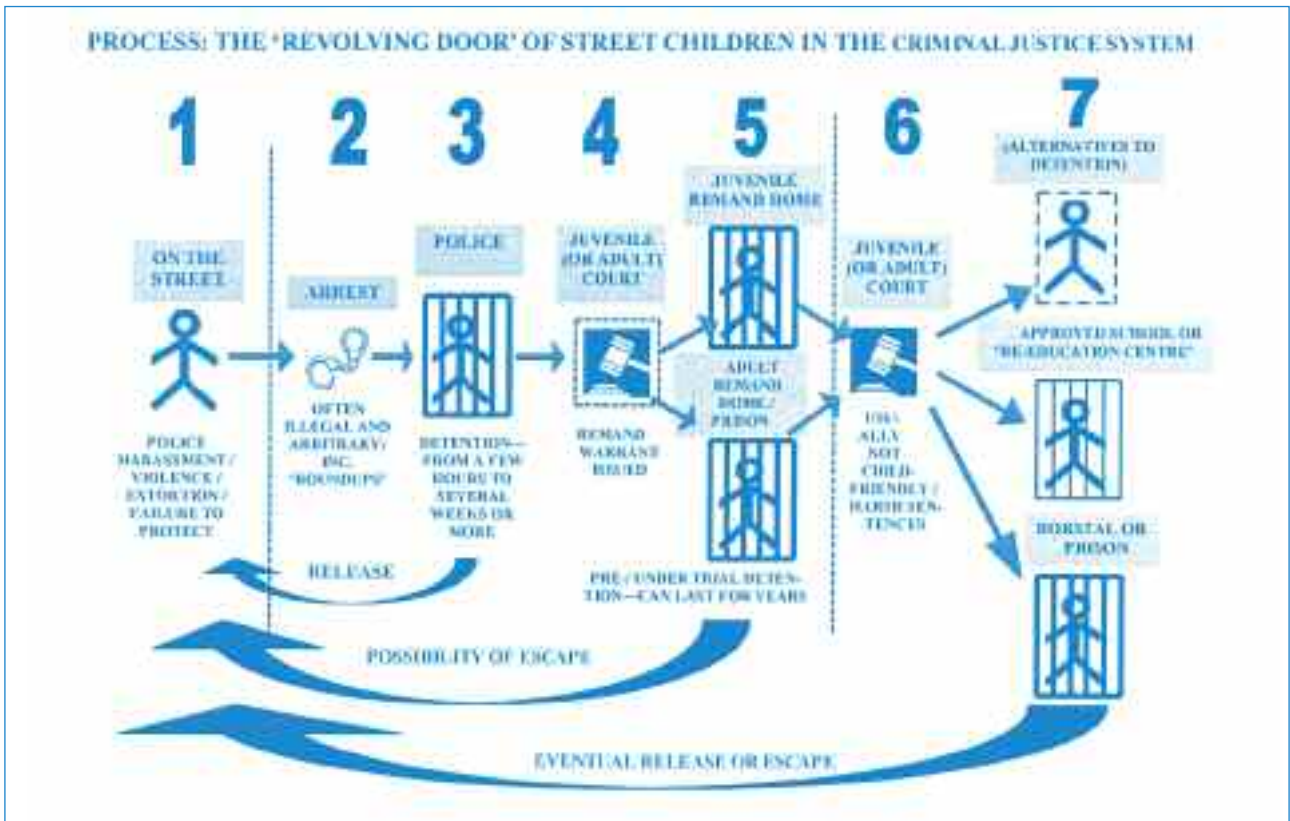 PROCESS: THE ‘REVOLVING DOOR’ OF STREET CHILDREN IN THE CRIMINAL JUSTICE SYSTEM
1
ON THE
STREET
POLICE
HARASSMENT /
VIOLENCE /
EXTORTION /
FAILURE TO
PROTECT
2
ARREST
OFTEN
ILLEGAL AND
ARBITRARY/
INC.
"ROUNDUPS"
3
POLICE
DETENTION—
FROM A FEW
HOURS TO
SEVERAL
WEEKS OR
MORE
4
JUVENILE
(OR ADULT)
COURT
REMAND
WARRANT
ISSUED
5
JUVENILE
REMAND HOME
ADULT
REMAND
HOME /
PRISON
PRE / UNDER TRIAL DETEN-
TION—CAN LAST FOR YEARS
6
JUVENILE
(OR ADULT)
COURT
USU-
ALLY
NOT
CHILD-
FRIENDLY /
HARSH SEN-
TENCES
7
(ALTERNATIVES TO
DETENTION)
APPROVED SCHOOL OR
"RE-EDUCATION CENTRE"
BORSTAL OR
PRISON
RELEASE
POSSIBILITY OF ESCAPE
EVENTUAL RELEASE OR ESCAPE